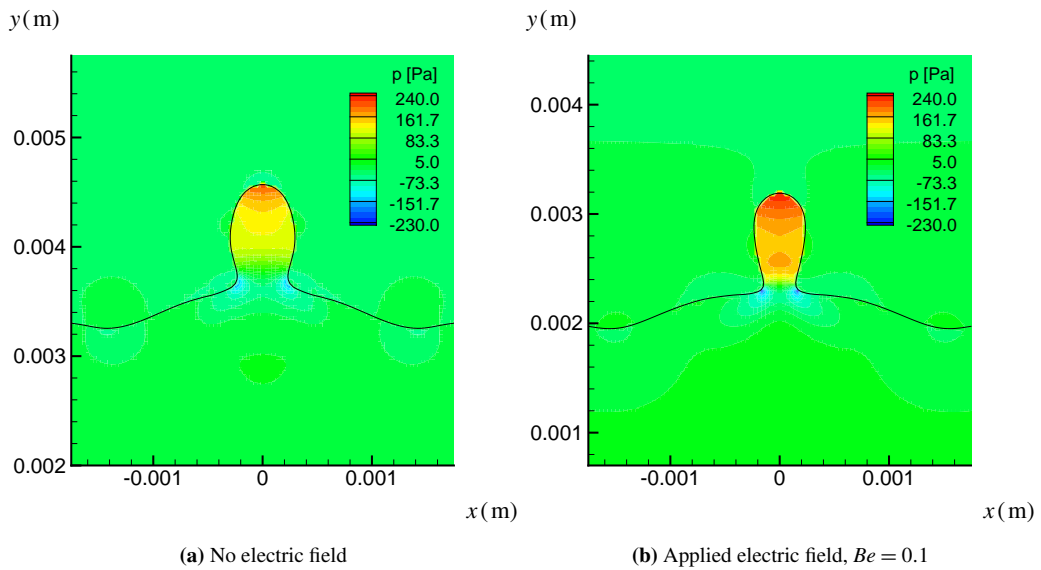 y(m)
p [Pa]
240.0
161.7
83.3
5.0
-73.3
-151.7
-230.0
0.005
0.004
0.003
0.002
-0.001 0 0.001
x(m)
(a) No electric field
y(m)
p [Pa]
240.0
161.7
83.3
5.0
-73.3
-151.7
-230.0
0.004
0.003
0.002
0.001
-0.001 0 0.001
x(m)
(b) Applied electric field, Be = 0.1